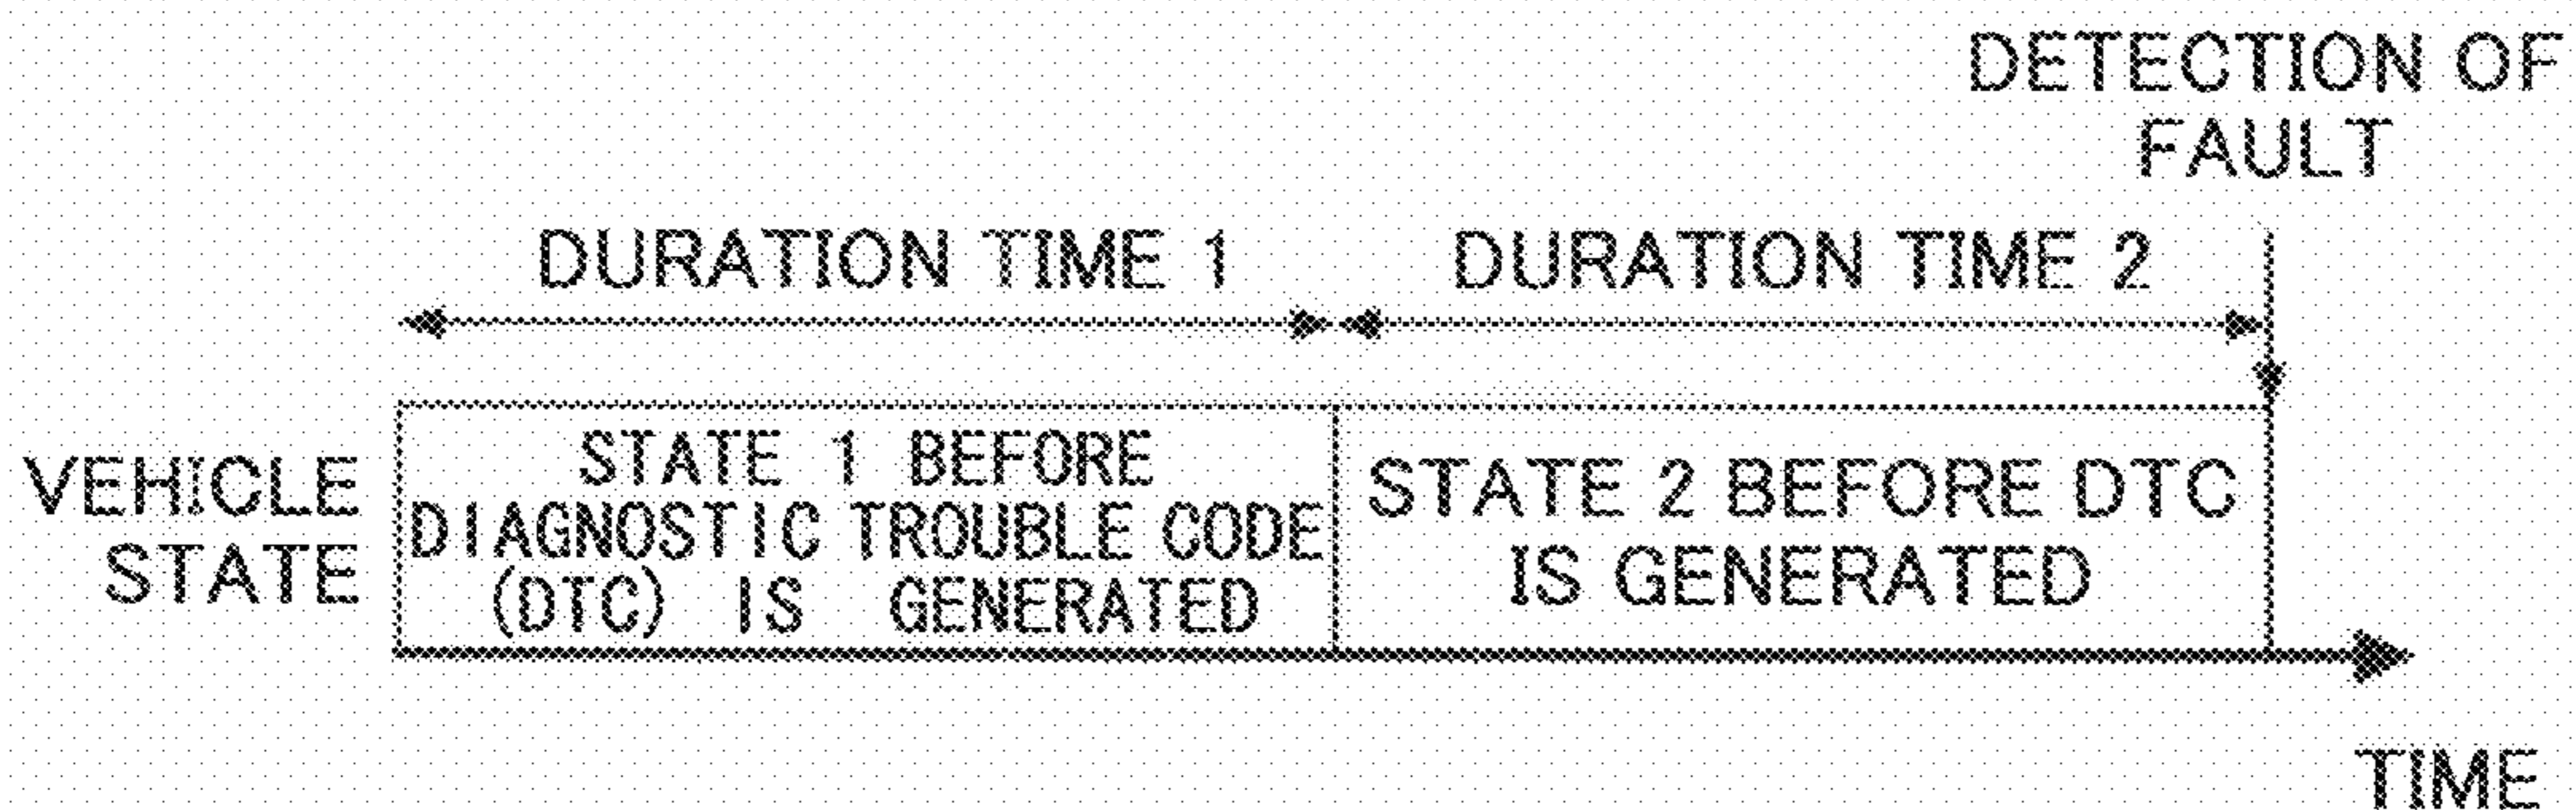 DETECTION OF
FAULT
DURATION TIME 1
DURATION TIME 2
VEHICLE
STATE
STATE 1 BEFORE
DIAGNOSTIC TROUBLE CODE
(DTC) IS GENERATED
STATE 2 BEFORE DTC
IS GENERATED
TIME